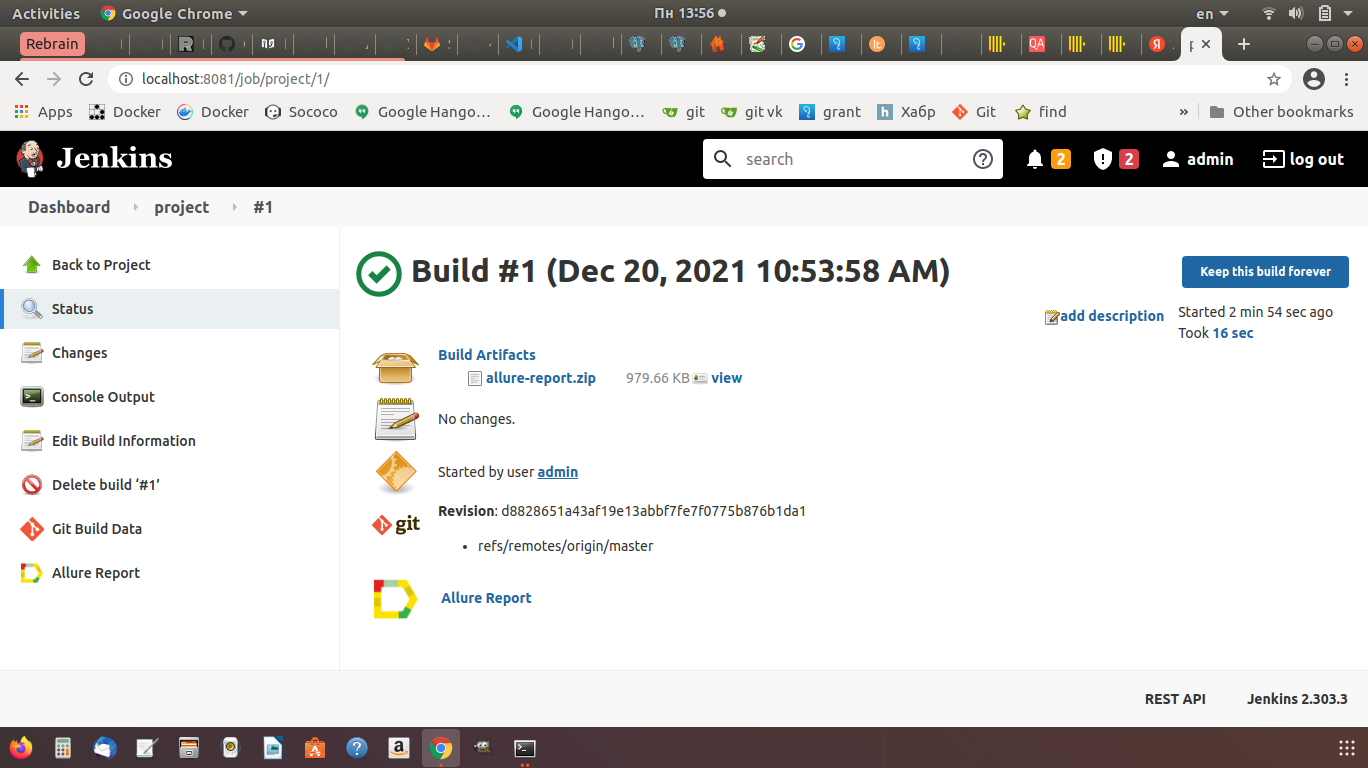 Activities Google Chrome Пн 13:56 en
Rebrain
localhost:8081/job/project/1/
Apps Docker Docker Sococo Google Hango... Google Hango... git git vk grant Хабр Git find » Other bookmarks
Jenkins search 2 2 admin log out
Dashboard project #1
Back to Project
Status
Changes
Console Output
Edit Build Information
Delete build ‘#1’
Git Build Data
Allure Report
Build #1 (Dec 20, 2021 10:53:58 AM)
Keep this build forever
add description
Started 2 min 54 sec ago
Took 16 sec
Build Artifacts
allure-report.zip 979.66 KB view
No changes.
Started by user admin
git
Revision: d8828651a43af19e13abbf7fe7f0775b876b1da1
refs/remotes/origin/master
Allure Report
REST API Jenkins 2.303.3